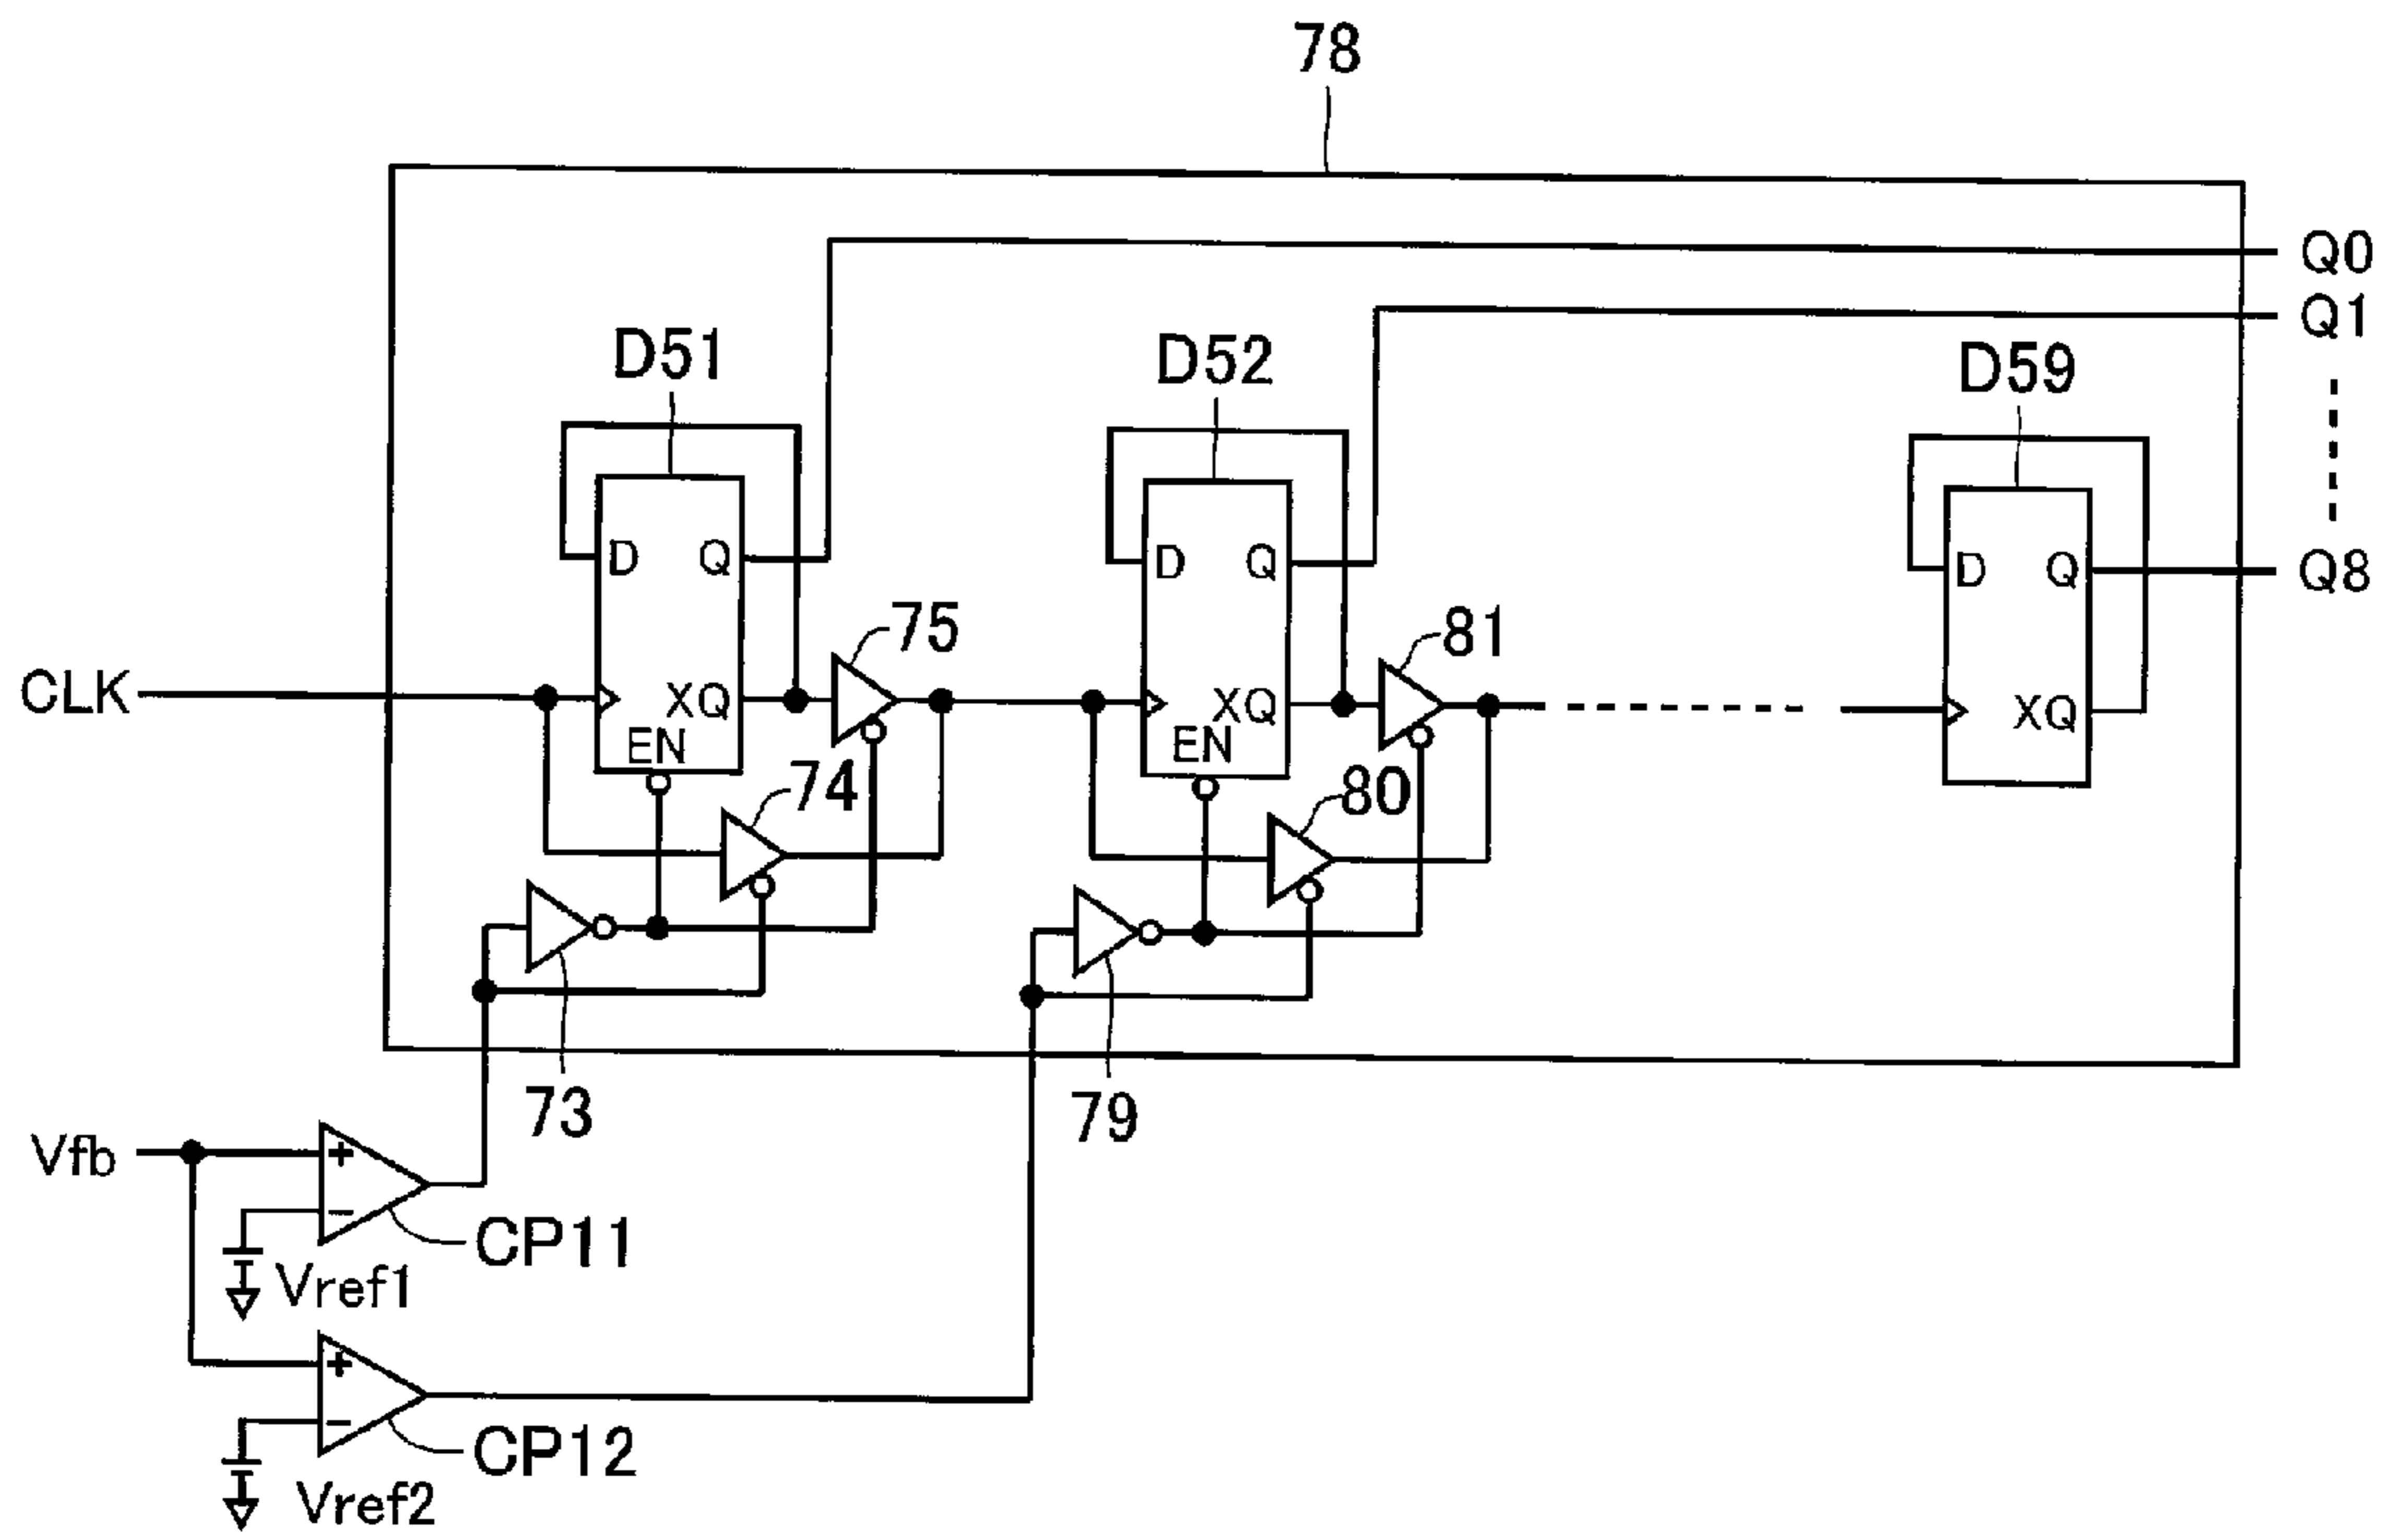 78
Q0
Q1
D51
D52
D59
D Q
D Q
D Q
Q8
75
81
CLK
XQ
XQ
XQ
EN
EN
74
80
73
79
Vfb
+
−
CP11
Vref1
+
−
CP12
Vref2